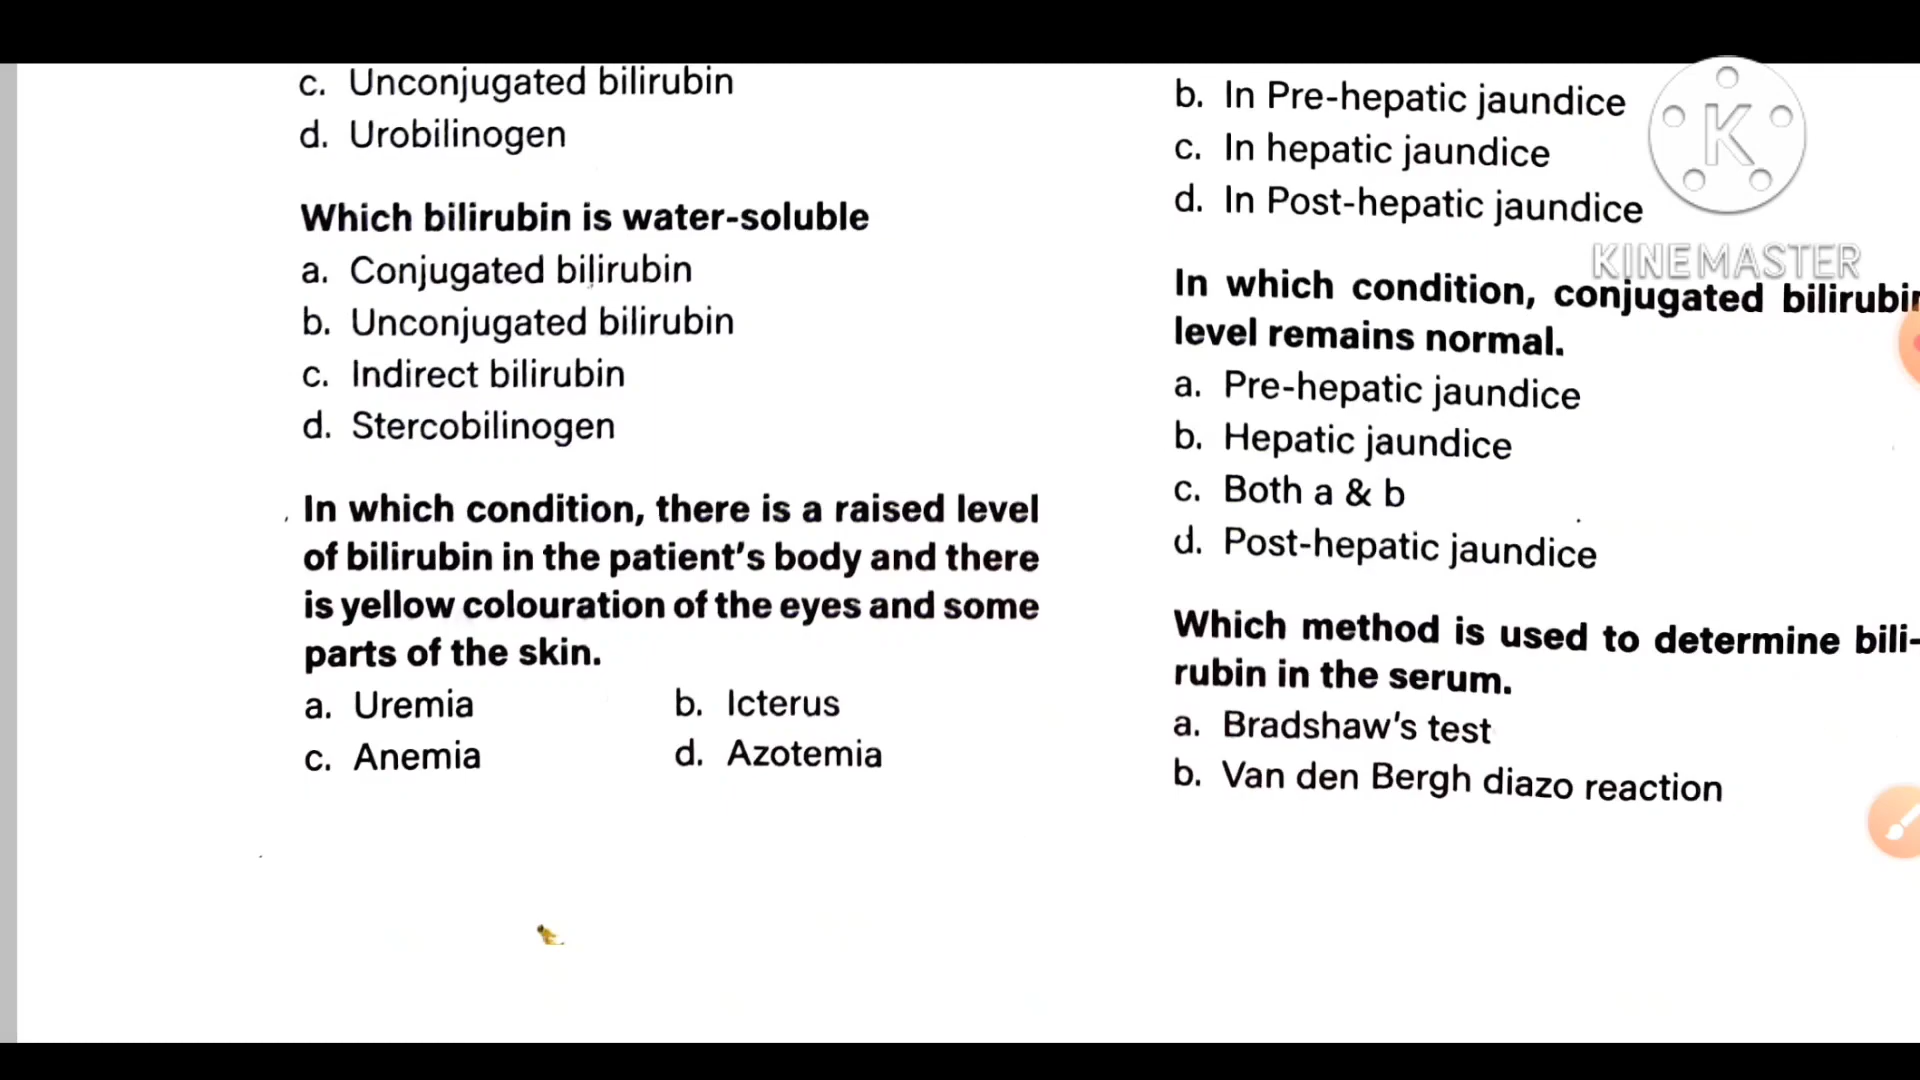 c. Unconjugated bilirubin
d. Urobilinogen
Which bilirubin is water-soluble
a. Conjugated bilirubin
b. Unconjugated bilirubin
c. Indirect bilirubin
d. Stercobilinogen
In which condition, there is a raised level
of bilirubin in the patient's body and there
is yellow colouration of the eyes and some
parts of the skin.
a. Uremia b. Icterus
c. Anemia d. Azotemia
b. In Pre-hepatic jaundice
c. In hepatic jaundice
d. In Post-hepatic jaundice
In which condition, conjugated bilirubin
level remains normal.
a. Pre-hepatic jaundice
b. Hepatic jaundice
c. Both a & b
d. Post-hepatic jaundice
Which method is used to determine bili-
rubin in the serum.
a. Bradshaw's test
b. Van den Bergh diazo reaction
K
KINEMASTER